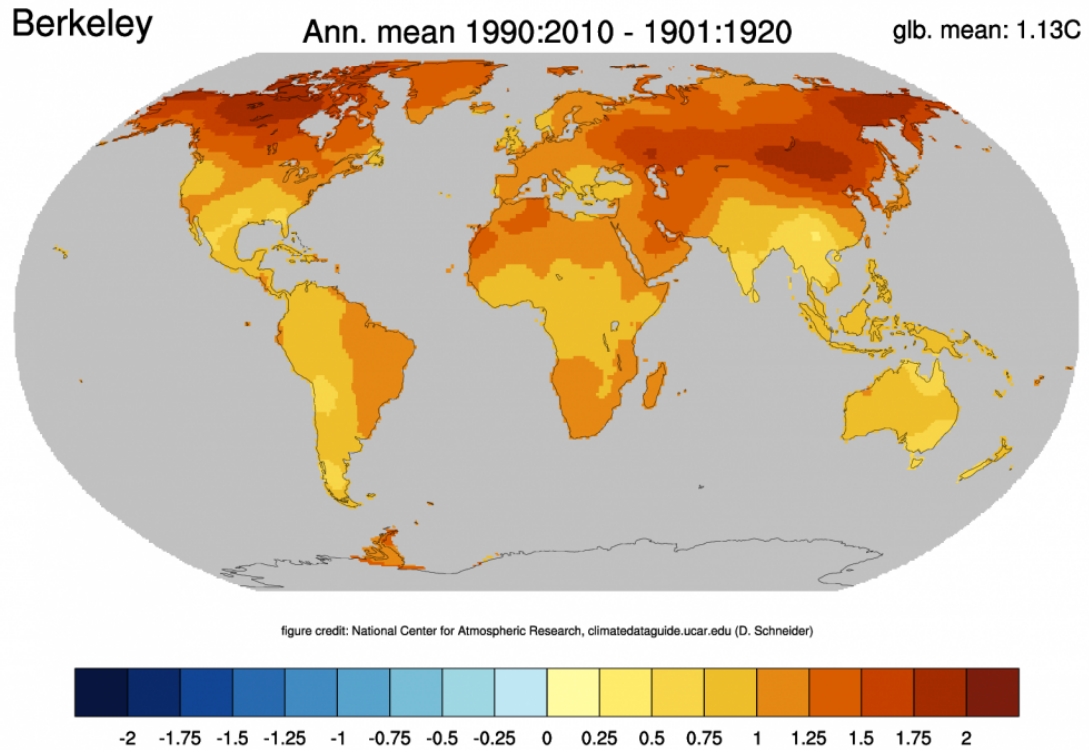 Berkeley
Ann. mean 1990:2010 - 1901:1920
glb. mean: 1.13C
figure credit: National Center for Atmospheric Research, climatedataguide.ucar.edu (D. Schneider)
-2 -1.75 -1.5 -1.25 -1 -0.75 -0.5 -0.25 0 0.25 0.5 0.75 1 1.25 1.5 1.75 2